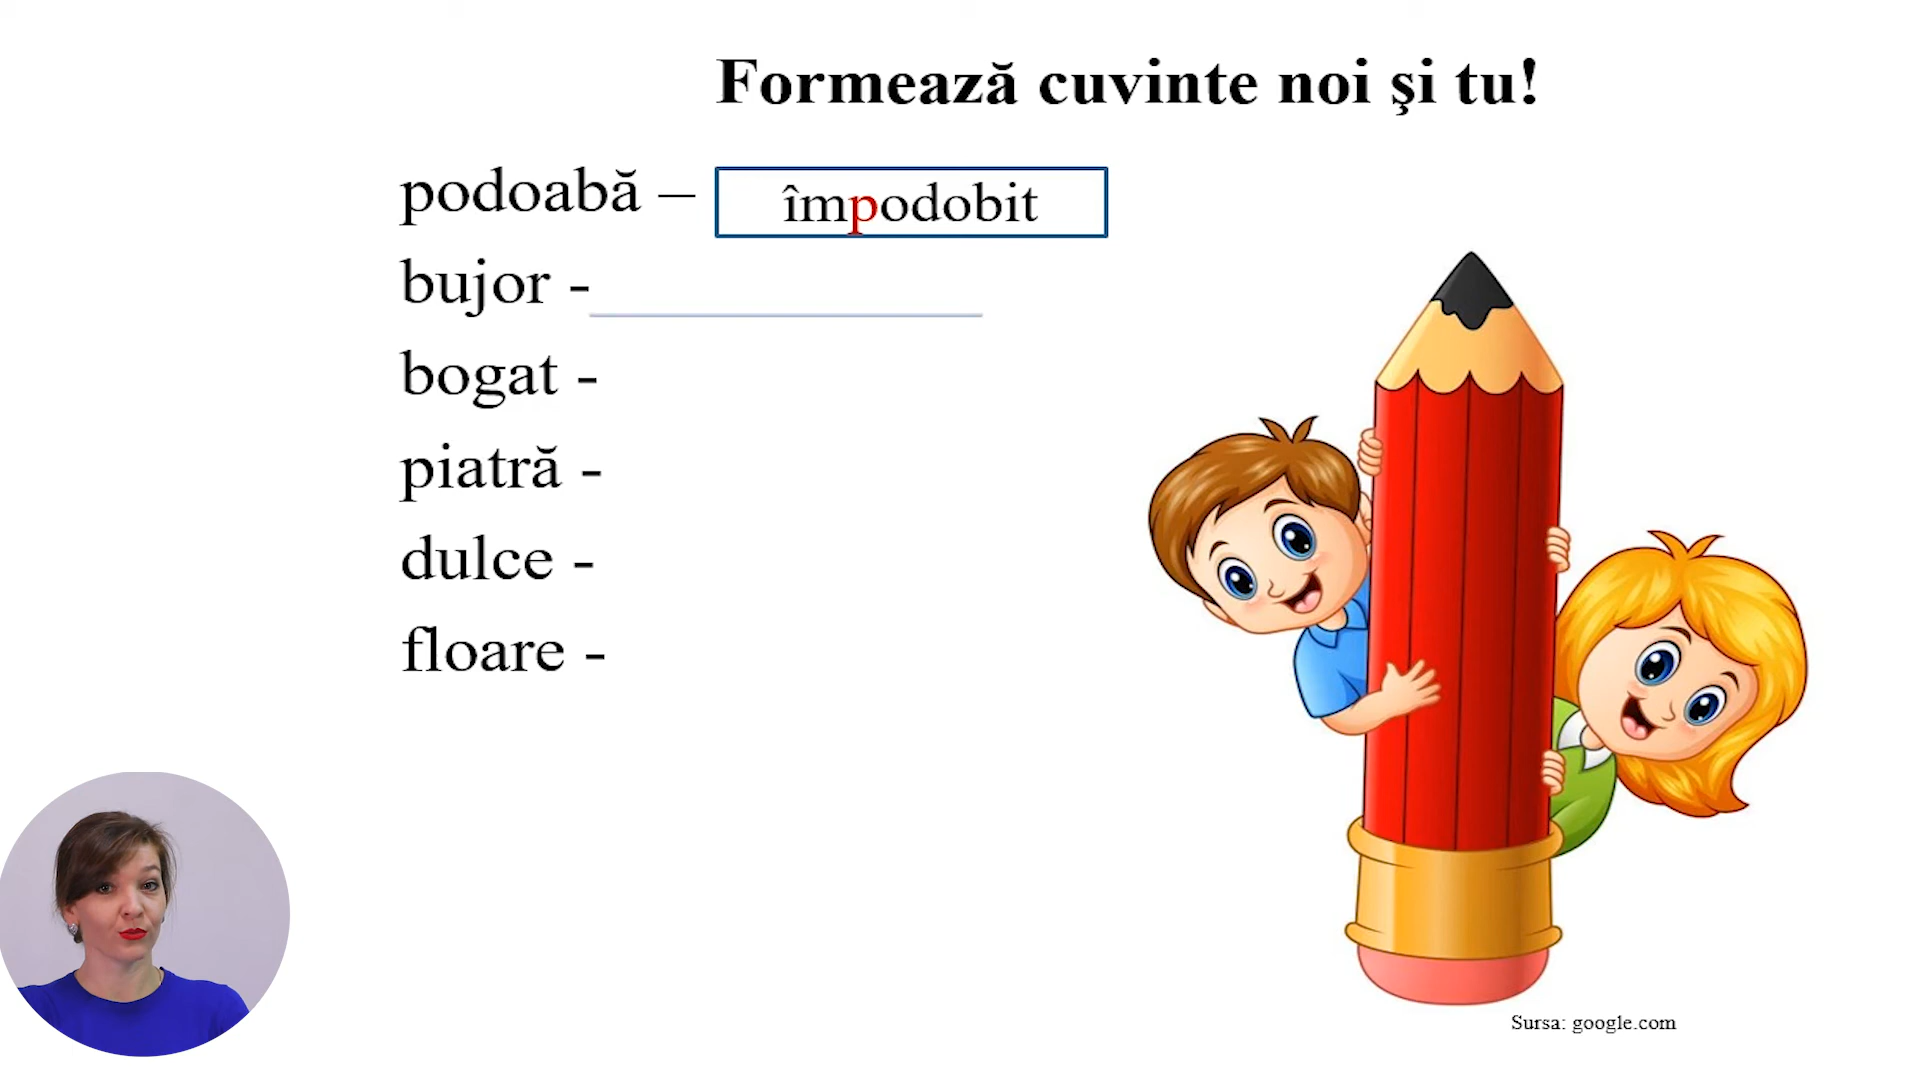 Formează cuvinte noi şi tu!
podoabă – împodobit
bujor -
bogat -
piatră -
dulce -
floare -
Sursa: google.com